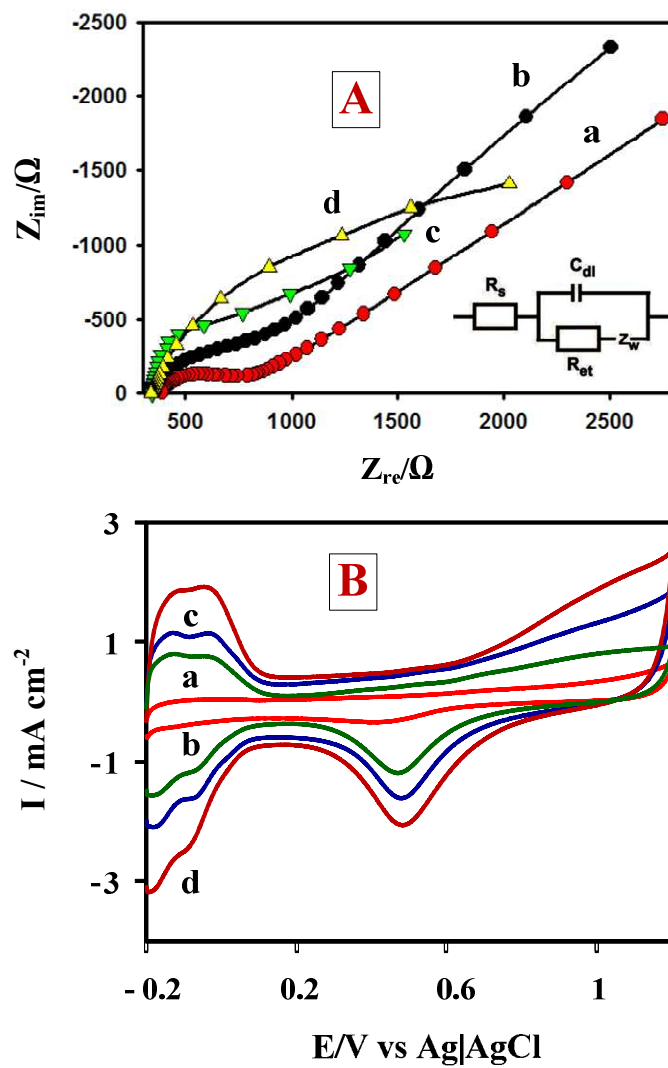 -2500
-2000
-1500
-1000
-500
0
Z_im/Ω
A
b
a
d
c
R_s
C_dl
R_et
Z_w
500 1000 1500 2000 2500
Z_re/Ω
3
1
-1
-3
I / mA cm⁻²
B
c
a
b
d
- 0.2 0.2 0.6 1
E/V vs Ag|AgCl